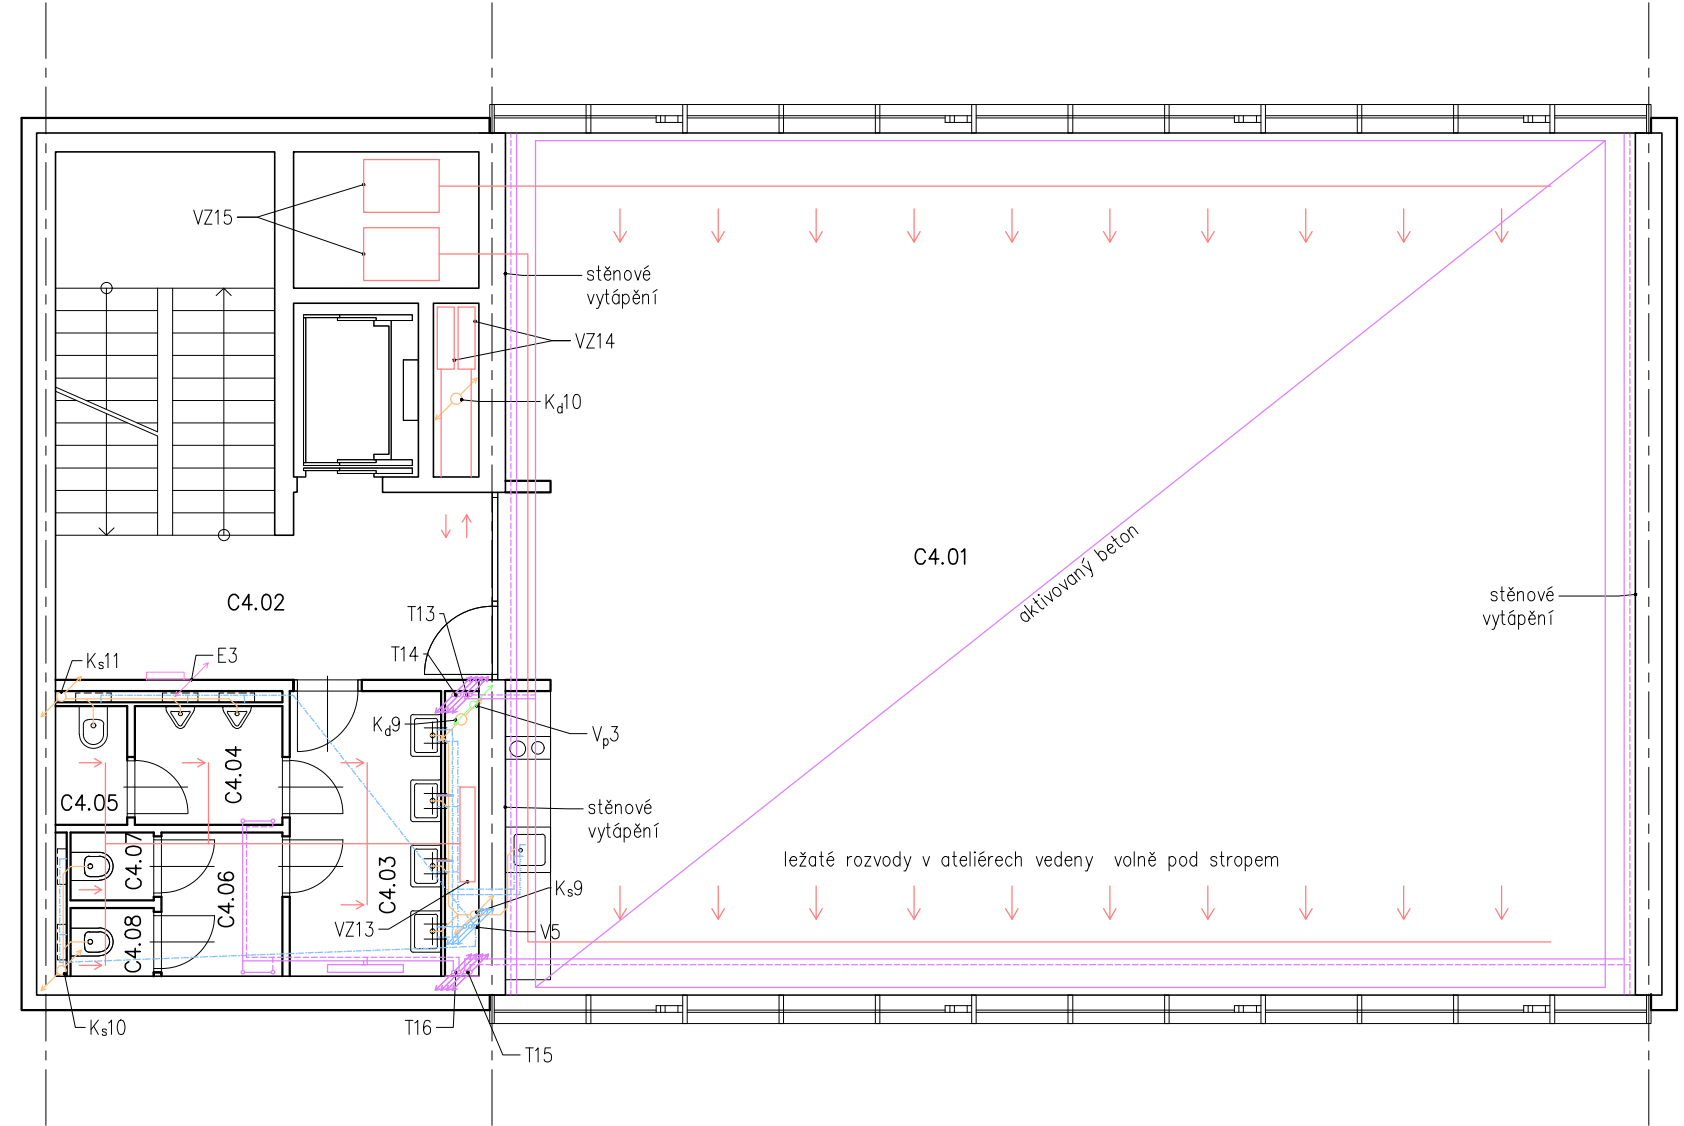 VZ15
stěnové
vytápění
VZ14
Kd10
C4.01
aktivovaný beton
stěnové
vytápění
C4.02
T13
T14
E3
Ks11
Kd9
Vp3
C4.04
C4.05
stěnové
vytápění
C4.07
C4.06
C4.03
ležaté rozvody v ateliérech vedeny volně pod stropem
Ks9
VZ13
V5
C4.08
Ks10
T16
T15